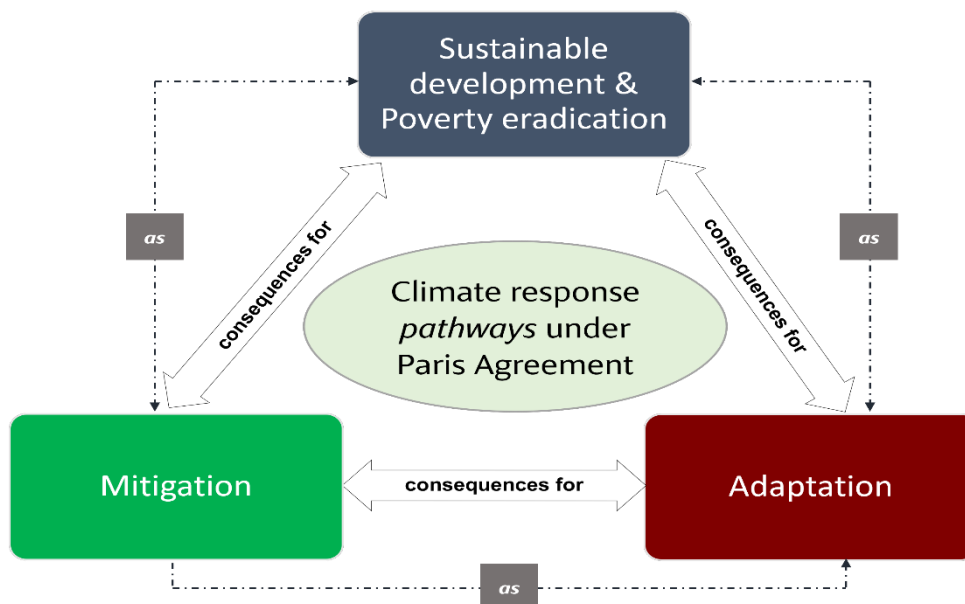 Sustainable
development &
Poverty eradication
as
as
consequences for
consequences for
Climate response
pathways under
Paris Agreement
Mitigation
consequences for
Adaptation
as